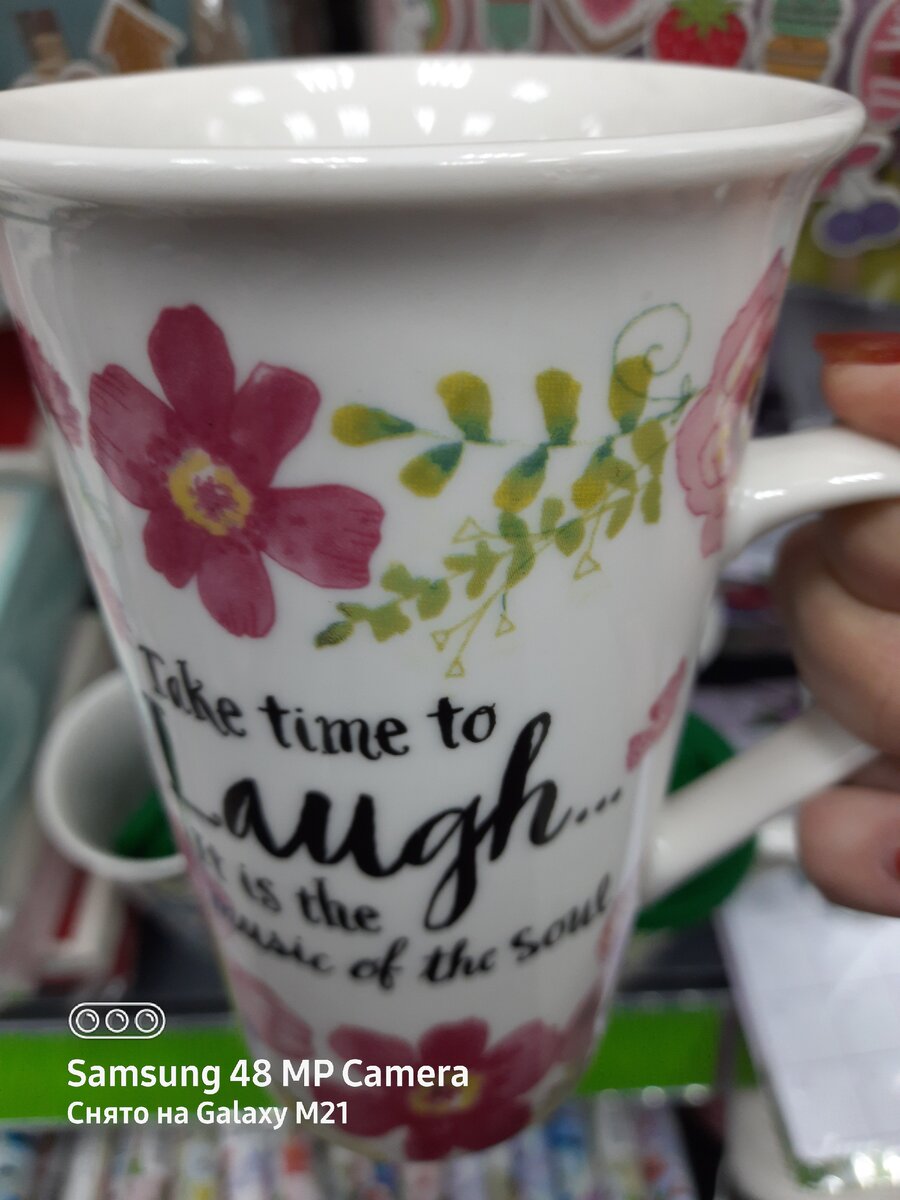 Take time to
Laugh...
It is the
music of the soul
Samsung 48 MP Camera
Снято на Galaxy M21